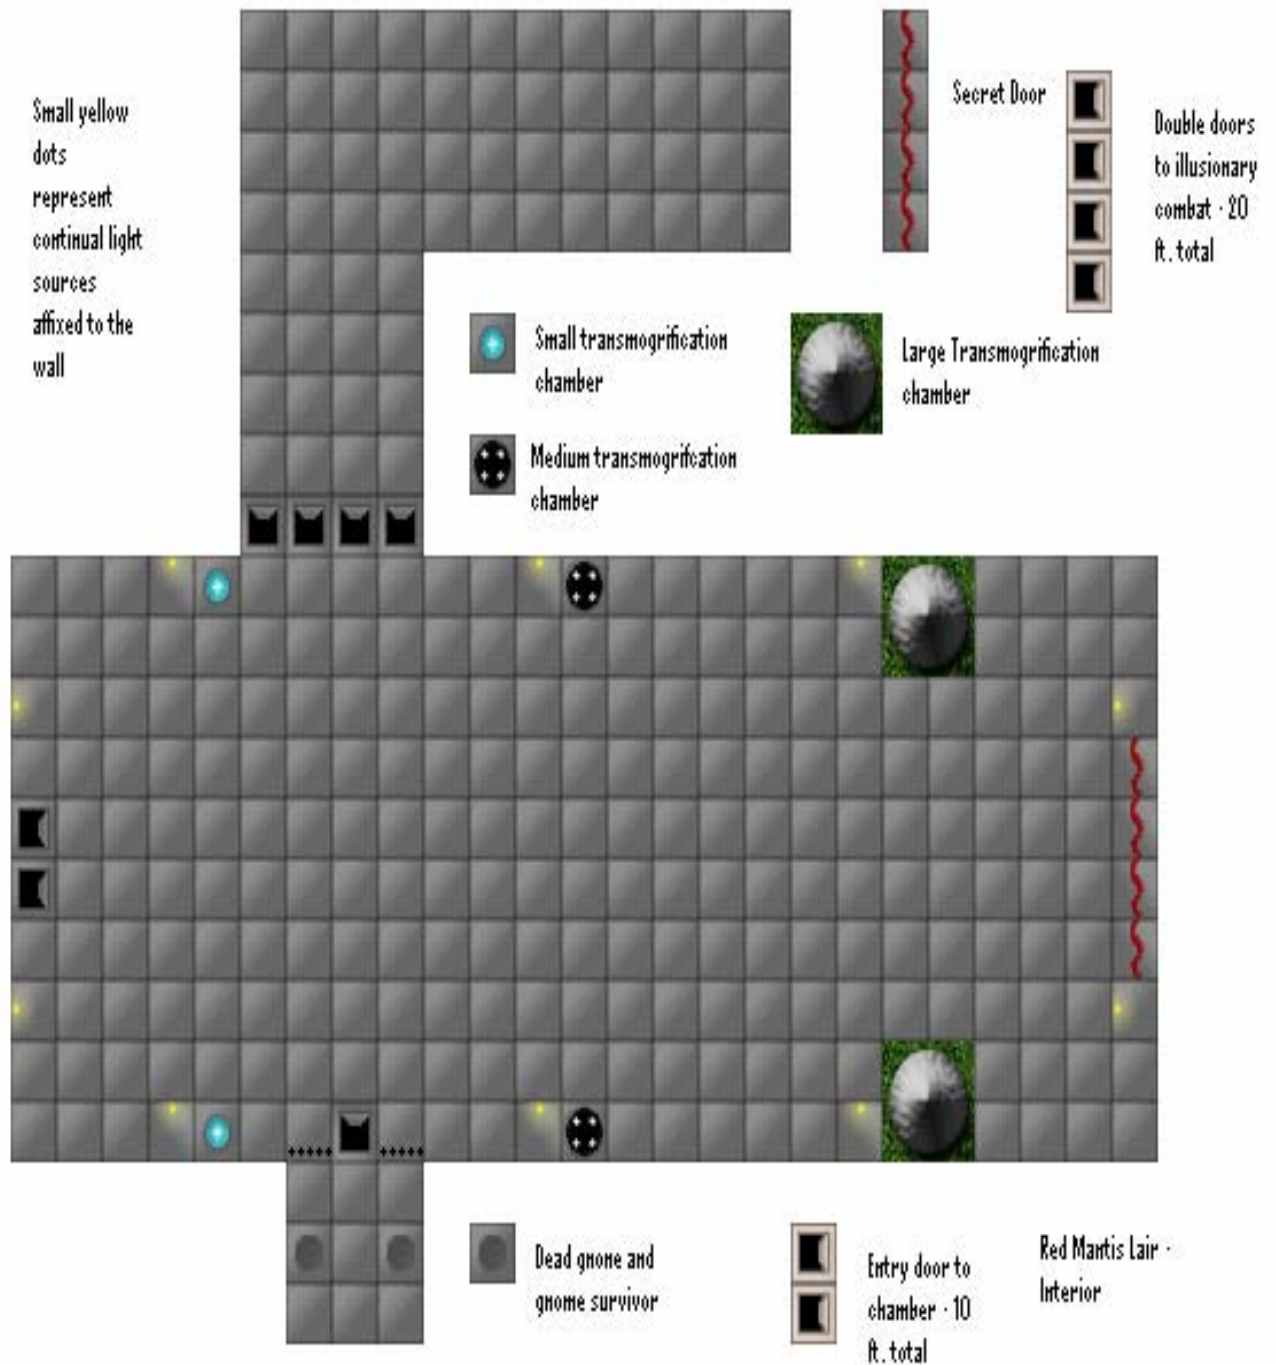 Small yellow
dots
represent
continual light
sources
affixed to the
wall
Secret Door
Double doors
to illusionary
combat - 20
ft. total
Small transmogrification
chamber
Large Transmogrification
chamber
Medium transmogrifcation
chamber
Dead gnone and
gnome survivor
Entry door to
chamber - 10
ft. total
Red Mantis Lair -
Interior